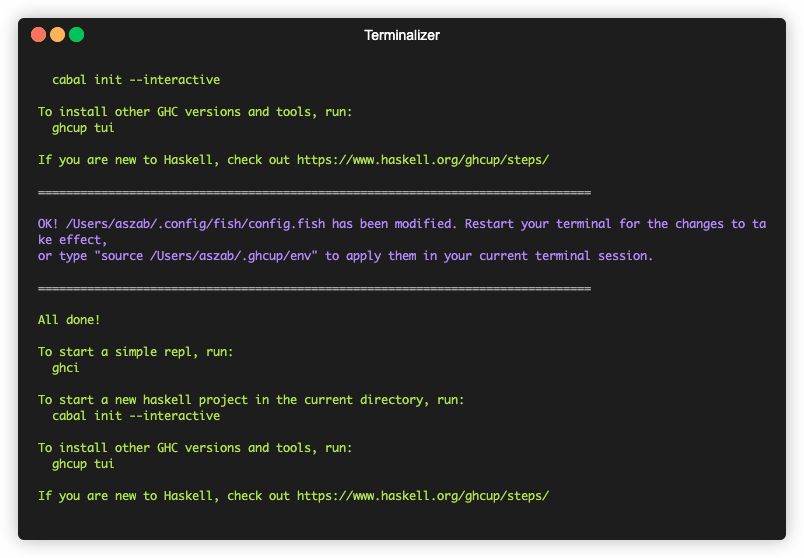 Terminalizer
cabal init --interactive
To install other GHC versions and tools, run:
ghcup tui
If you are new to Haskell, check out https://www.haskell.org/ghcup/steps/
===============================================================================
OK! /Users/aszab/.config/fish/config.fish has been modified. Restart your terminal for the changes to ta
ke effect,
or type "source /Users/aszab/.ghcup/env" to apply them in your current terminal session.
===============================================================================
All done!
To start a simple repl, run:
ghci
To start a new haskell project in the current directory, run:
cabal init --interactive
To install other GHC versions and tools, run:
ghcup tui
If you are new to Haskell, check out https://www.haskell.org/ghcup/steps/